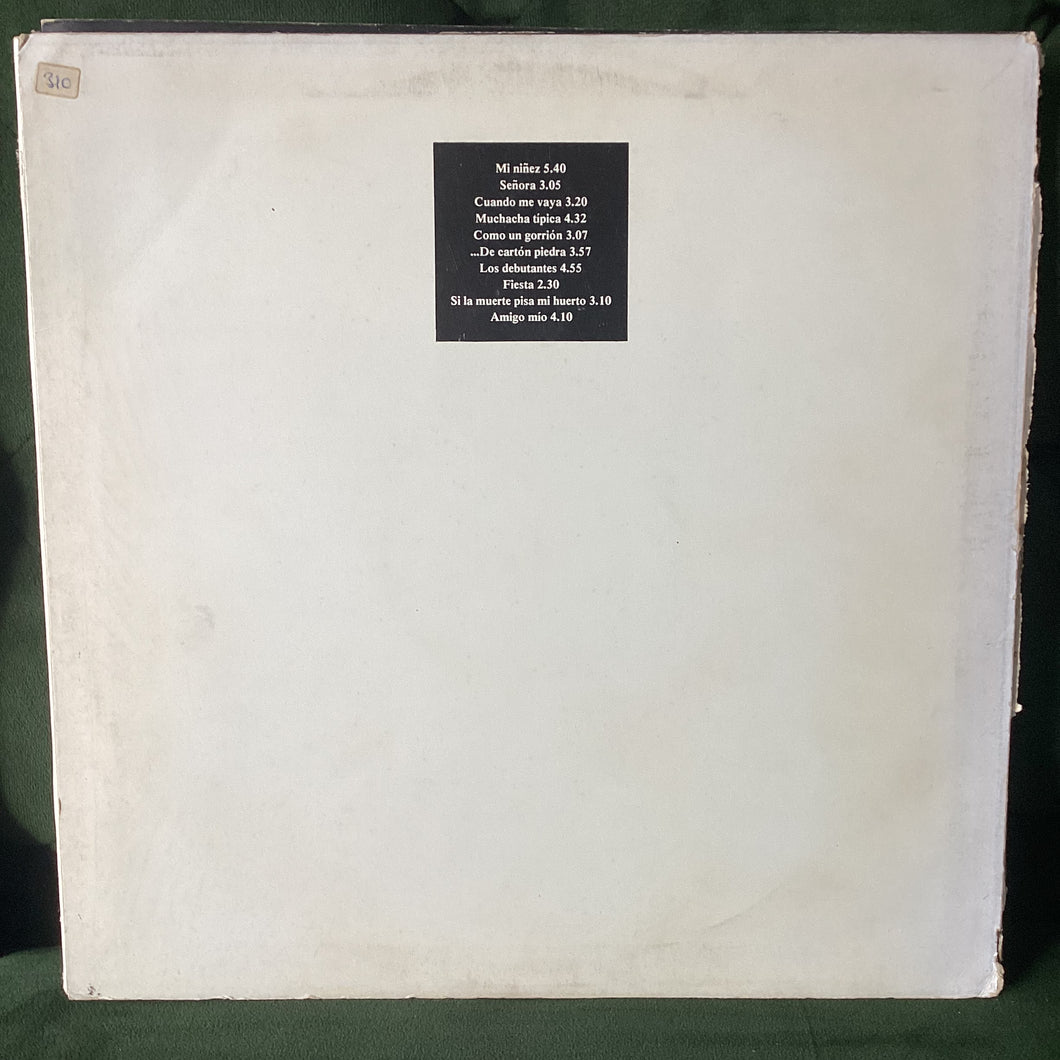 310
Mi niñez 5.40
Señora 3.05
Cuando me vaya 3.20
Muchacha típica 4.32
Como un gorrión 3.07
...De cartón piedra 3.57
Los debutantes 4.55
Fiesta 2.30
Si la muerte pisa mi huerto 3.10
Amigo mío 4.10